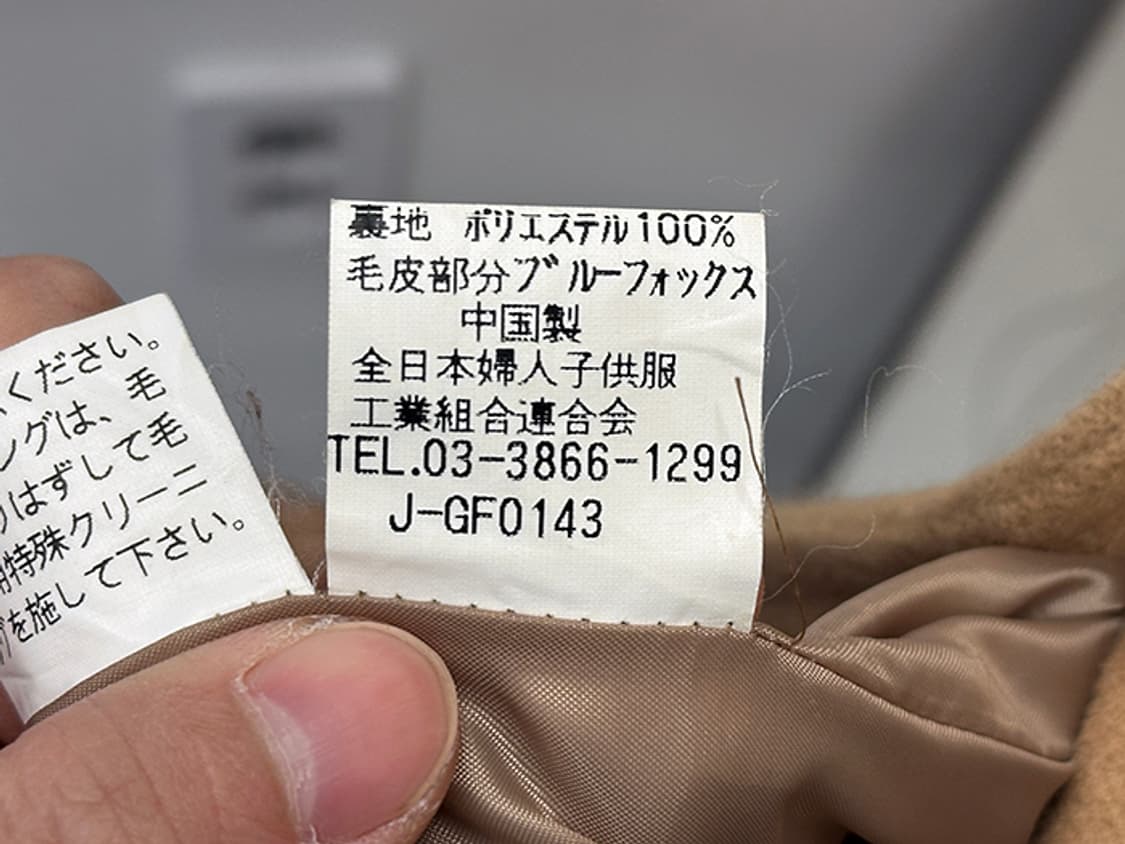 ください。
ングは、毛
はずして毛
特殊クリーニ
グを施して下さい。
裏地 ポリエステル100%
毛皮部分ブルーフォックス
中国製
全日本婦人子供服
工業組合連合会
TEL.03-3866-1299
J-GF0143